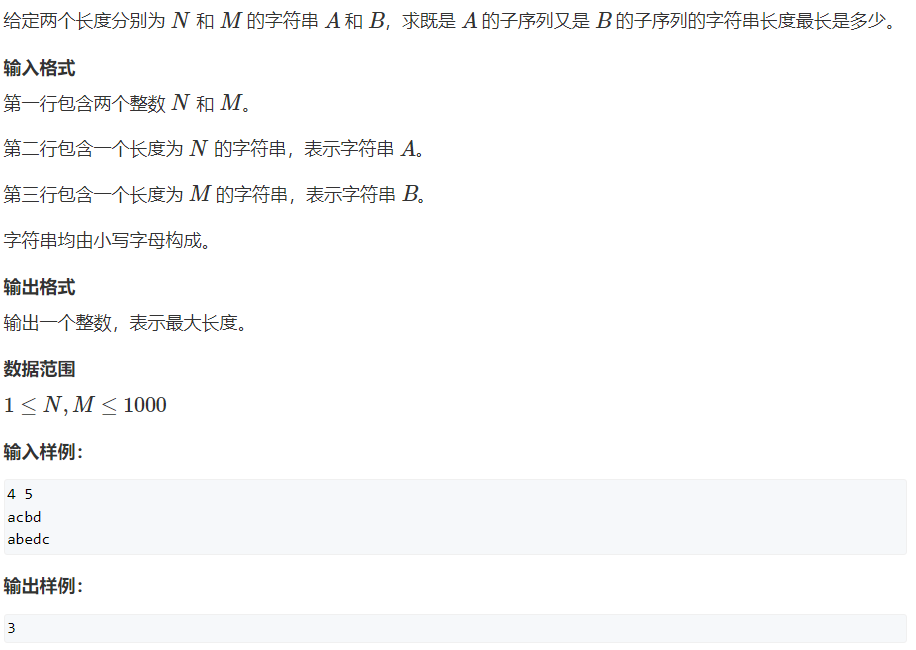 给定两个长度分别为 N 和 M 的字符串 A 和 B，求既是 A 的子序列又是 B 的子序列的字符串长度最长是多少。
输入格式
第一行包含两个整数 N 和 M。
第二行包含一个长度为 N 的字符串，表示字符串 A。
第三行包含一个长度为 M 的字符串，表示字符串 B。
字符串均由小写字母构成。
输出格式
输出一个整数，表示最大长度。
数据范围
1 ≤ N, M ≤ 1000
输入样例：
4 5
acbd
abedc
输出样例：
3